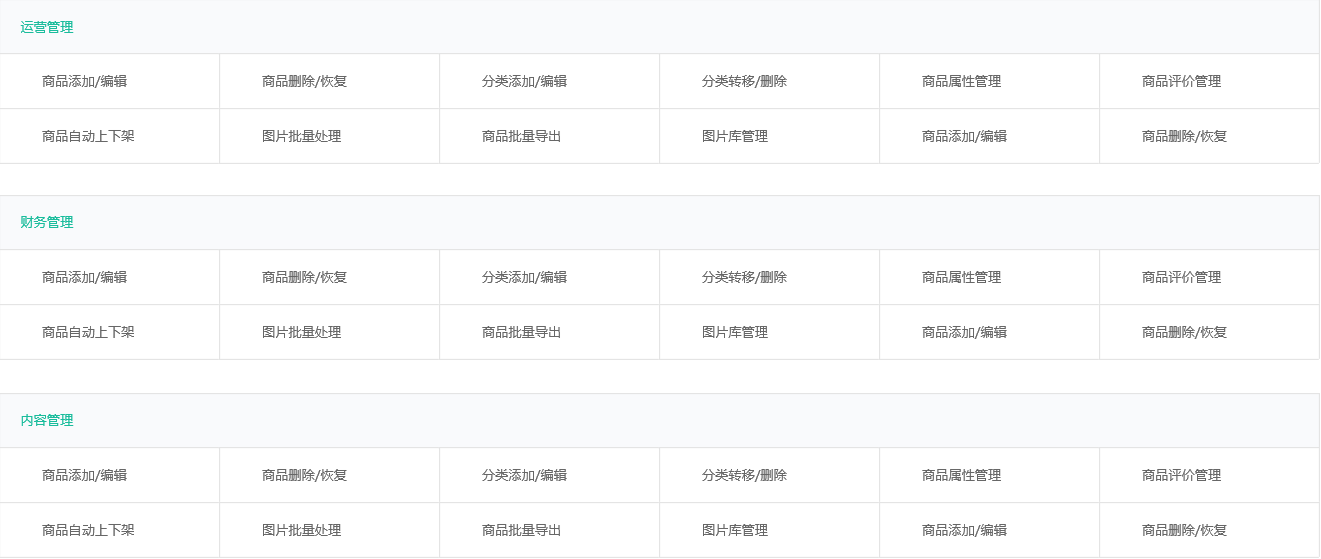 运营管理
商品添加/编辑 商品删除/恢复 分类添加/编辑 分类转移/删除 商品属性管理 商品评价管理
商品自动上下架 图片批量处理 商品批量导出 图片库管理 商品添加/编辑 商品删除/恢复
财务管理
商品添加/编辑 商品删除/恢复 分类添加/编辑 分类转移/删除 商品属性管理 商品评价管理
商品自动上下架 图片批量处理 商品批量导出 图片库管理 商品添加/编辑 商品删除/恢复
内容管理
商品添加/编辑 商品删除/恢复 分类添加/编辑 分类转移/删除 商品属性管理 商品评价管理
商品自动上下架 图片批量处理 商品批量导出 图片库管理 商品添加/编辑 商品删除/恢复